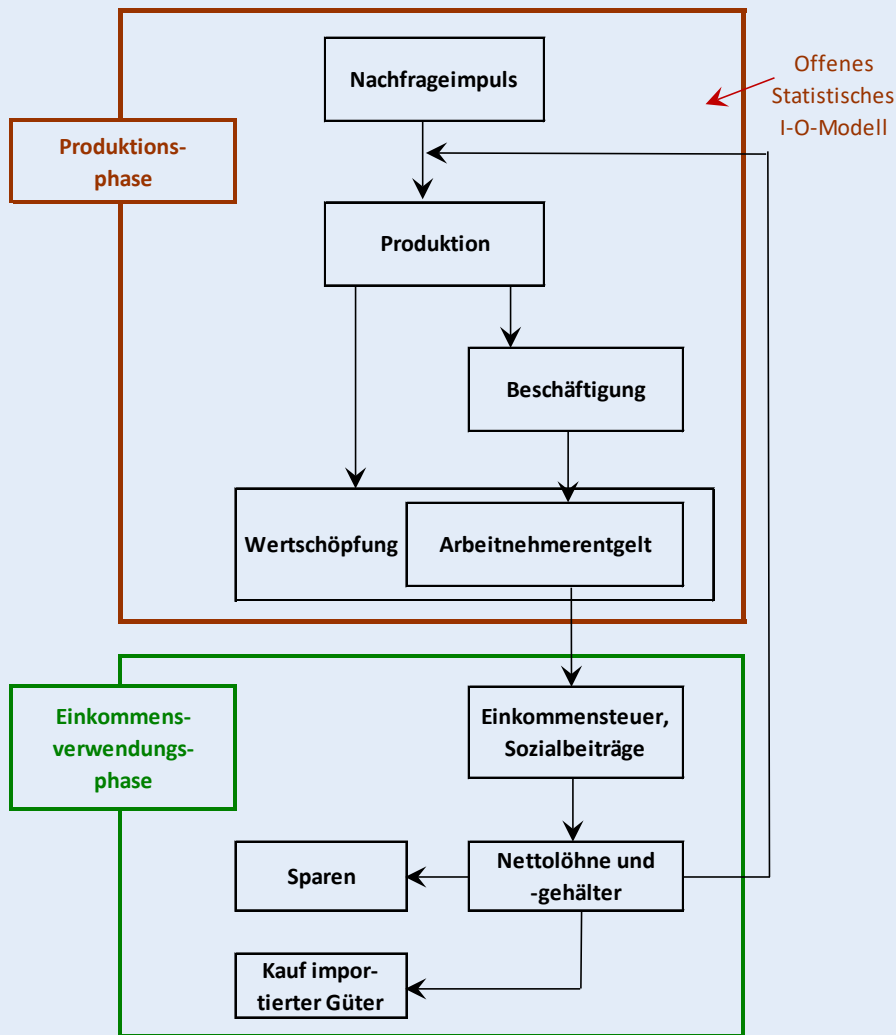 Nachfrageimpuls
Offenes
Statistisches
I-O-Modell
Produktions-
phase
Produktion
Beschäftigung
Wertschöpfung
Arbeitnehmerentgelt
Einkommens-
verwendungs-
phase
Einkommensteuer,
Sozialbeiträge
Sparen
Nettolöhne und
-gehälter
Kauf impor-
tierter Güter